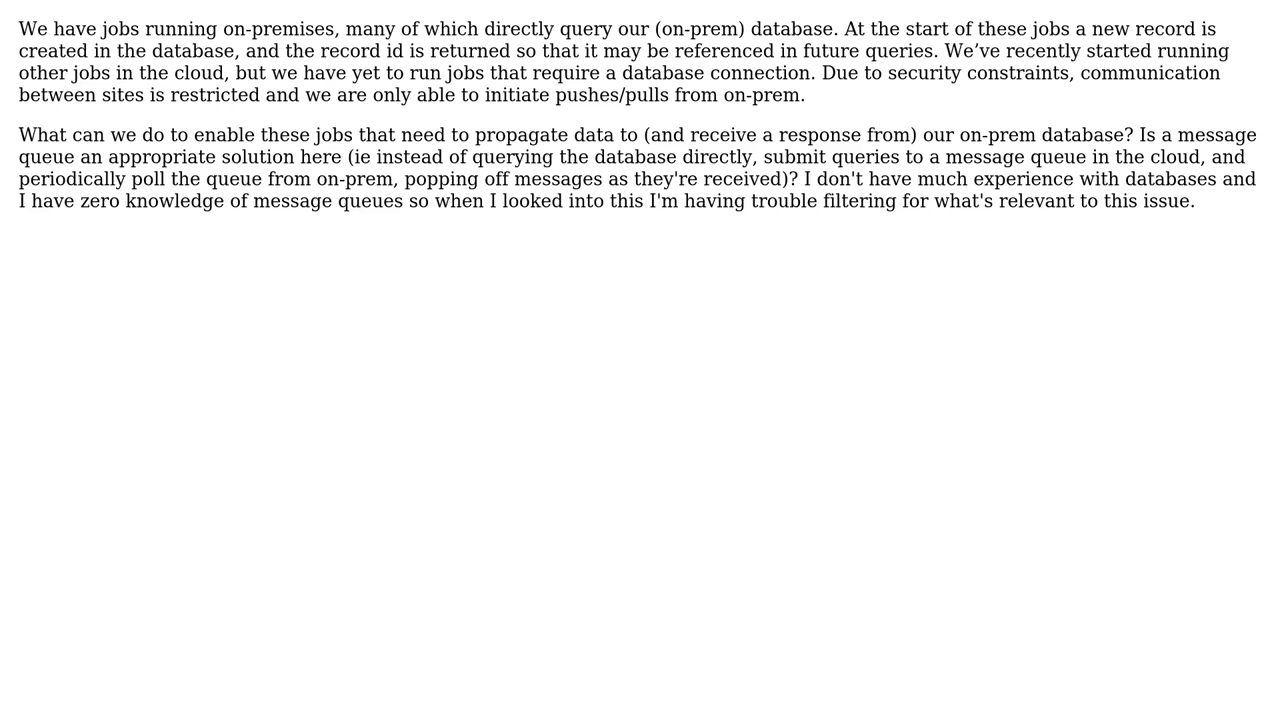 We have jobs running on-premises, many of which directly query our (on-prem) database. At the start of these jobs a new record is
created in the database, and the record id is returned so that it may be referenced in future queries. We’ve recently started running
other jobs in the cloud, but we have yet to run jobs that require a database connection. Due to security constraints, communication
between sites is restricted and we are only able to initiate pushes/pulls from on-prem.
What can we do to enable these jobs that need to propagate data to (and receive a response from) our on-prem database? Is a message
queue an appropriate solution here (ie instead of querying the database directly, submit queries to a message queue in the cloud, and
periodically poll the queue from on-prem, popping off messages as they're received)? I don't have much experience with databases and
I have zero knowledge of message queues so when I looked into this I'm having trouble filtering for what's relevant to this issue.